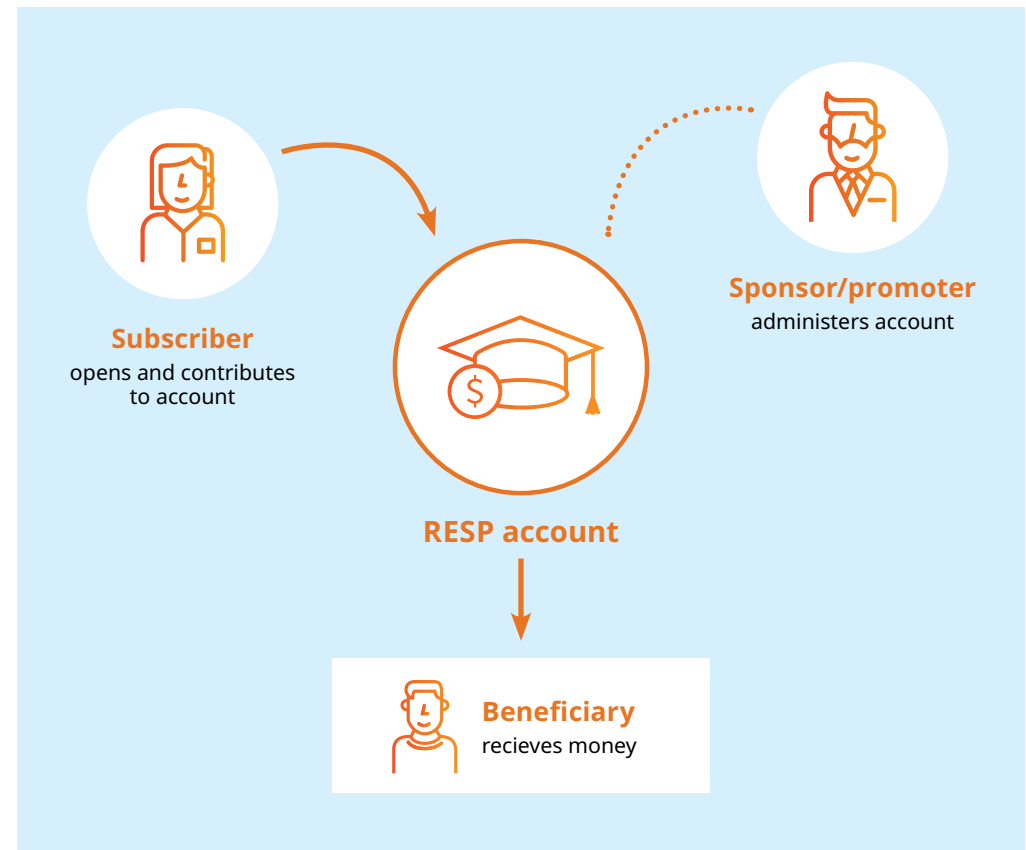 Subscriber
opens and contributes
to account
Sponsor/promoter
administers account
$
RESP account
Beneficiary
recieves money